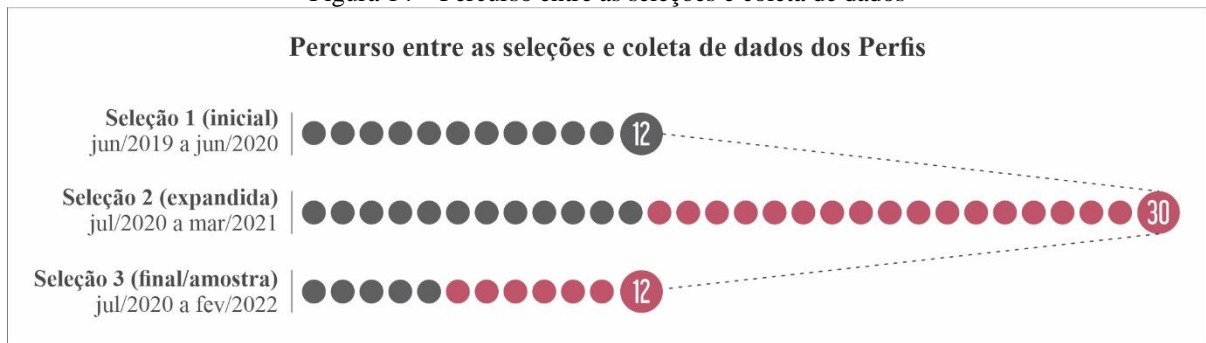 Percurso entre as seleções e coleta de dados dos Perfis
Seleção 1 (inicial)
jun/2019 a jun/2020
12
Seleção 2 (expandida)
jul/2020 a mar/2021
30
Seleção 3 (final/amostra)
jul/2020 a fev/2022
12